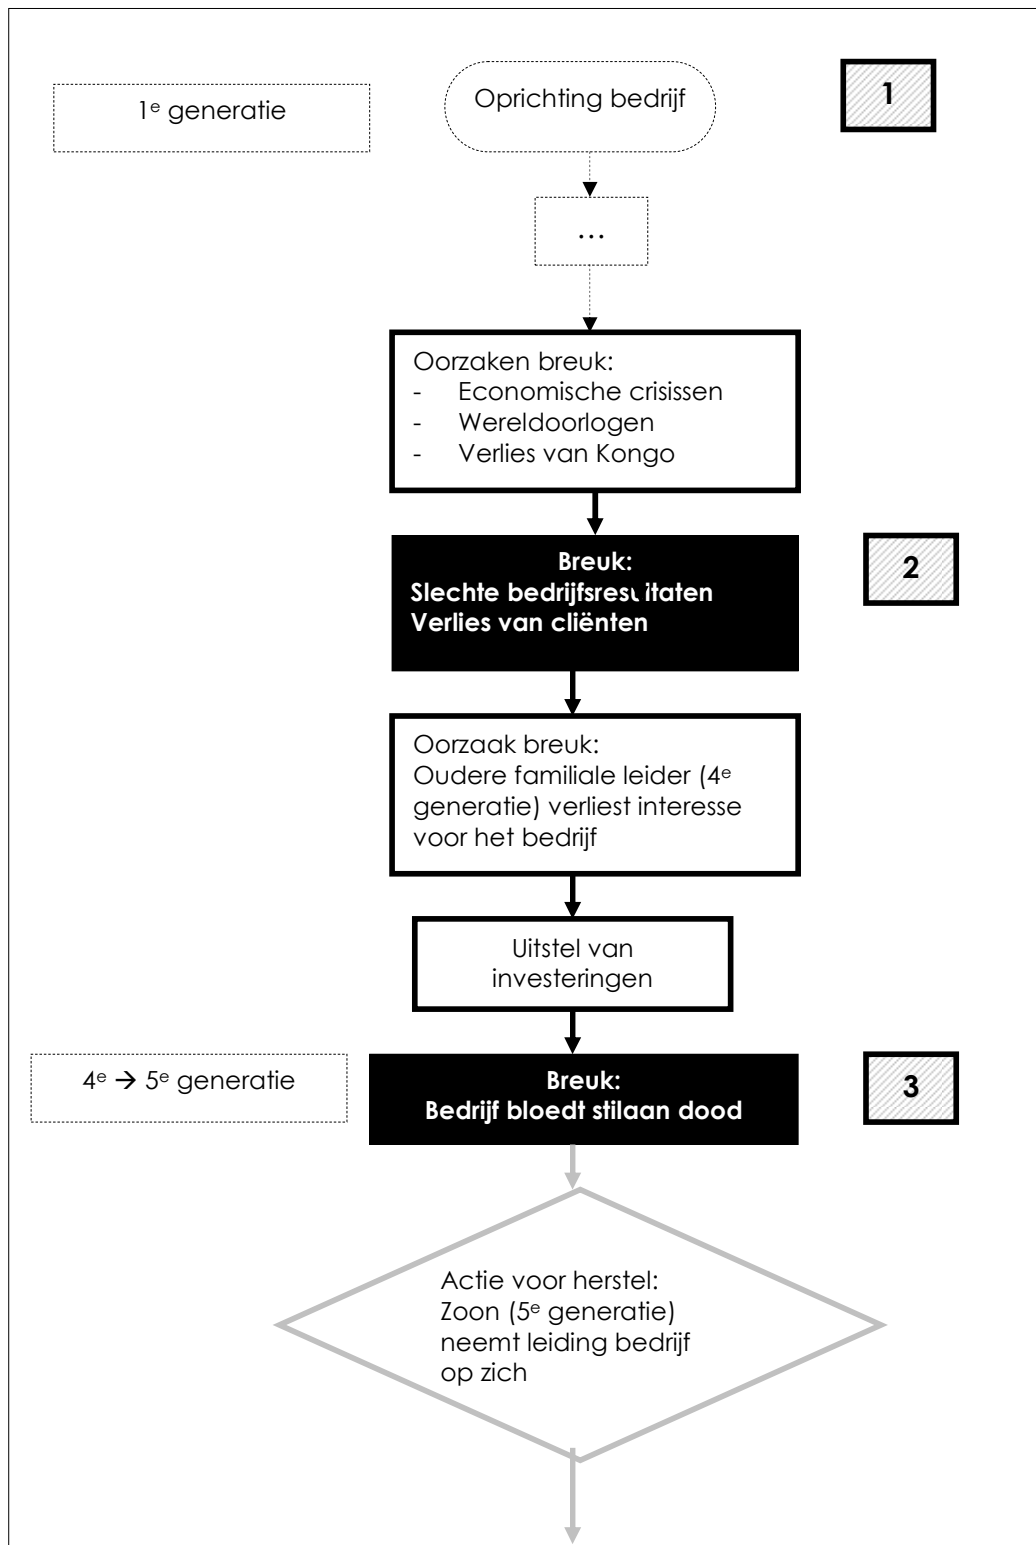 1e generatie
Oprichting bedrijf
1
...
Oorzaken breuk:
- Economische crisissen
- Wereldoorlogen
- Verlies van Kongo
Breuk:
Slechte bedrijfsresultaten
Verlies van cliënten
2
Oorzaak breuk:
Oudere familiale leider (4e
generatie) verliest interesse
voor het bedrijf
Uitstel van
investeringen
4e → 5e generatie
Breuk:
Bedrijf bloedt stilaan dood
3
Actie voor herstel:
Zoon (5e generatie)
neemt leiding bedrijf
op zich